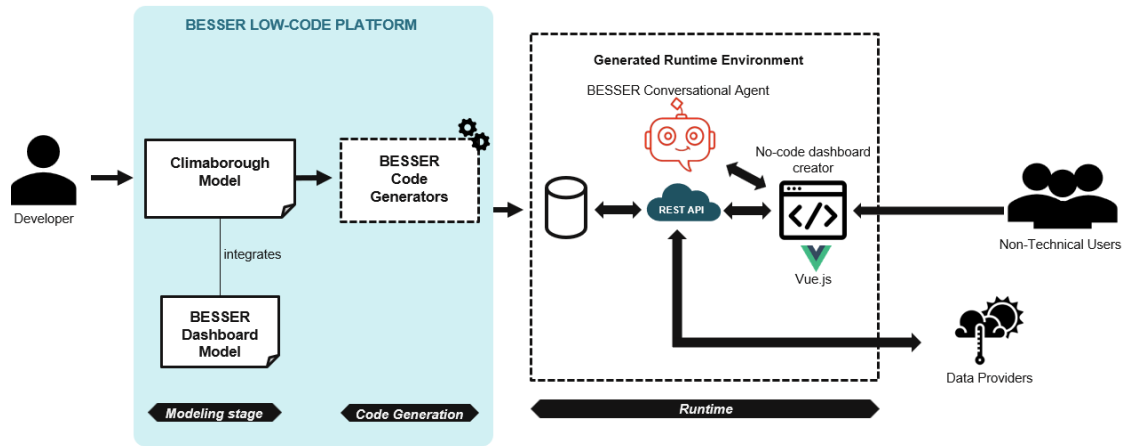 BESSER LOW-CODE PLATFORM
Developer
Climaborough
Model
integrates
BESSER
Dashboard
Model
BESSER
Code
Generators
Generated Runtime Environment
BESSER Conversational Agent
No-code dashboard
creator
REST API
Vue.js
Non-Technical Users
Data Providers
Modeling stage
Code Generation
Runtime